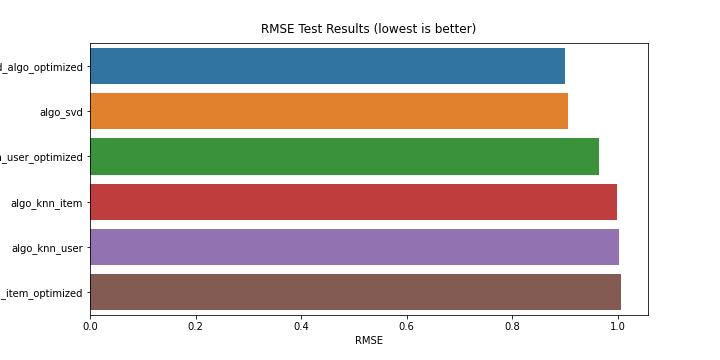 RMSE Test Results (lowest is better)
d_algo_optimized
algo_svd
_user_optimized
algo_knn_item
algo_knn_user
_item_optimized
0.0 0.2 0.4 0.6 0.8 1.0
RMSE